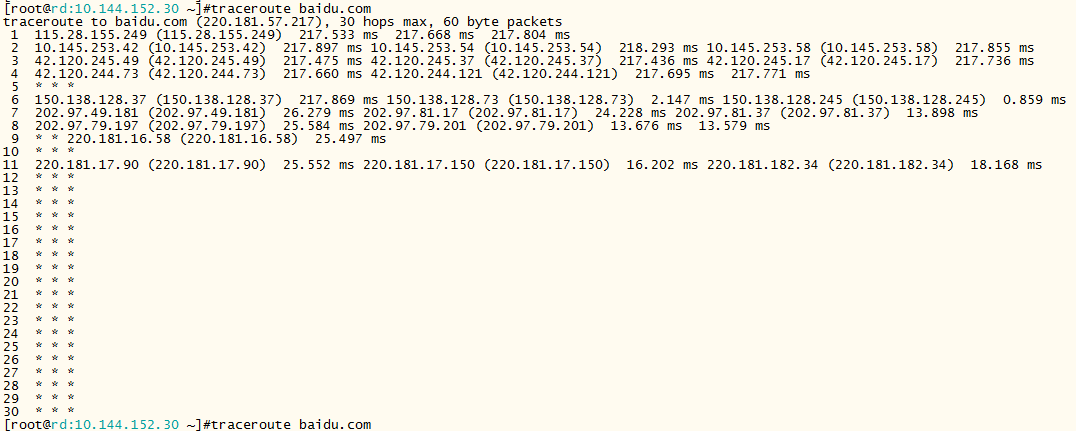 [root@rd:10.144.152.30 ~]#traceroute baidu.com
traceroute to baidu.com (220.181.57.217), 30 hops max, 60 byte packets
 1  115.28.155.249 (115.28.155.249)  217.533 ms  217.668 ms  217.804 ms
 2  10.145.253.42 (10.145.253.42)  217.897 ms 10.145.253.54 (10.145.253.54)  218.293 ms 10.145.253.58 (10.145.253.58)  217.855 ms
 3  42.120.245.49 (42.120.245.49)  217.475 ms 42.120.245.37 (42.120.245.37)  217.436 ms 42.120.245.17 (42.120.245.17)  217.736 ms
 4  42.120.244.73 (42.120.244.73)  217.660 ms 42.120.244.121 (42.120.244.121)  217.695 ms  217.771 ms
 5  * * *
 6  150.138.128.37 (150.138.128.37)  217.869 ms 150.138.128.73 (150.138.128.73)  2.147 ms 150.138.128.245 (150.138.128.245)  0.859 ms
 7  202.97.49.181 (202.97.49.181)  26.279 ms 202.97.81.17 (202.97.81.17)  24.228 ms 202.97.81.37 (202.97.81.37)  13.898 ms
 8  202.97.79.197 (202.97.79.197)  25.584 ms 202.97.79.201 (202.97.79.201)  13.676 ms  13.579 ms
 9  * * 220.181.16.58 (220.181.16.58)  25.497 ms
10  * * *
11  220.181.17.90 (220.181.17.90)  25.552 ms 220.181.17.150 (220.181.17.150)  16.202 ms 220.181.182.34 (220.181.182.34)  18.168 ms
12  * * *
13  * * *
14  * * *
15  * * *
16  * * *
17  * * *
18  * * *
19  * * *
20  * * *
21  * * *
22  * * *
23  * * *
24  * * *
25  * * *
26  * * *
27  * * *
28  * * *
29  * * *
30  * * *
[root@rd:10.144.152.30 ~]#traceroute baidu.com